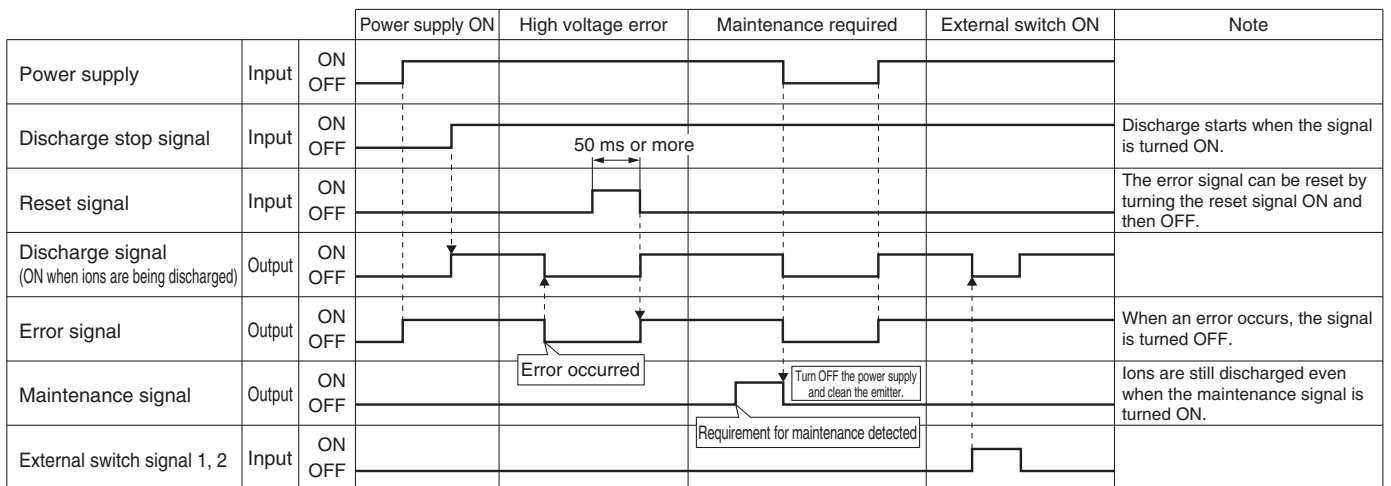 Power supply ON
High voltage error
Maintenance required
External switch ON
Note
Power supply
Input
ON
OFF
Discharge stop signal
Input
ON
OFF
50 ms or more
Discharge starts when the signal
is turned ON.
Reset signal
Input
ON
OFF
The error signal can be reset by
turning the reset signal ON and
then OFF.
Discharge signal
(ON when ions are being discharged)
Output
ON
OFF
Error signal
Output
ON
OFF
Error occurred
When an error occurs, the signal
is turned OFF.
Maintenance signal
Output
ON
OFF
Turn OFF the power supply
and clean the emitter.
Requirement for maintenance detected
Ions are still discharged even
when the maintenance signal is
turned ON.
External switch signal 1, 2
Input
ON
OFF